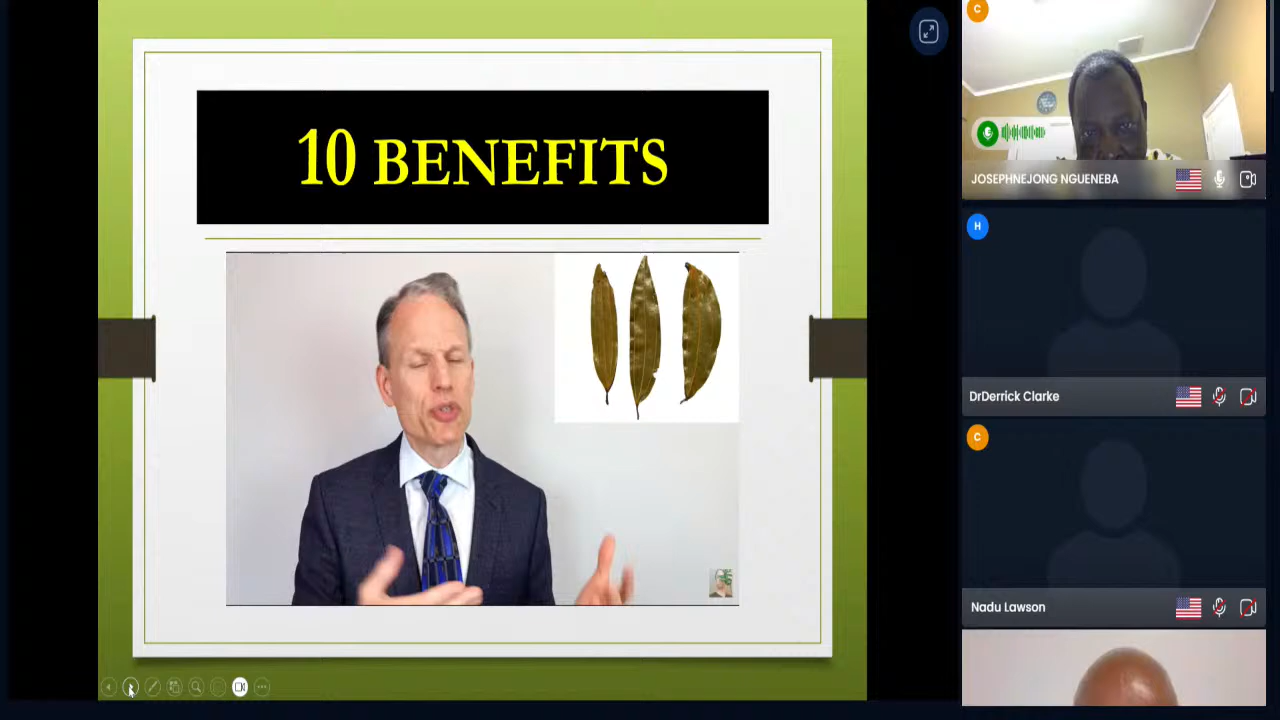 10 BENEFITS
C
JOSEPHNEJONG NGUENEBA
H
DrDerrick Clarke
C
Nadu Lawson